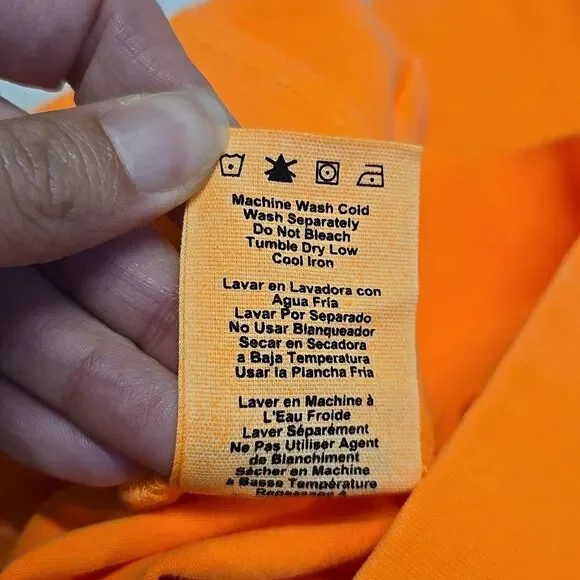 Machine Wash Cold
Wash Separately
Do Not Bleach
Tumble Dry Low
Cool Iron
Lavar en Lavadora con
Agua Fria
Lavar Por Separado
No Usar Blanqueador
Secar en Secadora
a Baja Temperatura
Usar la Plancha Fria
Laver en Machine à
L'Eau Froide
Laver Séparément
Ne Pas Utiliser Agent
de Blanchiment
Sécher en Machine
à Basse Température
Repassage à